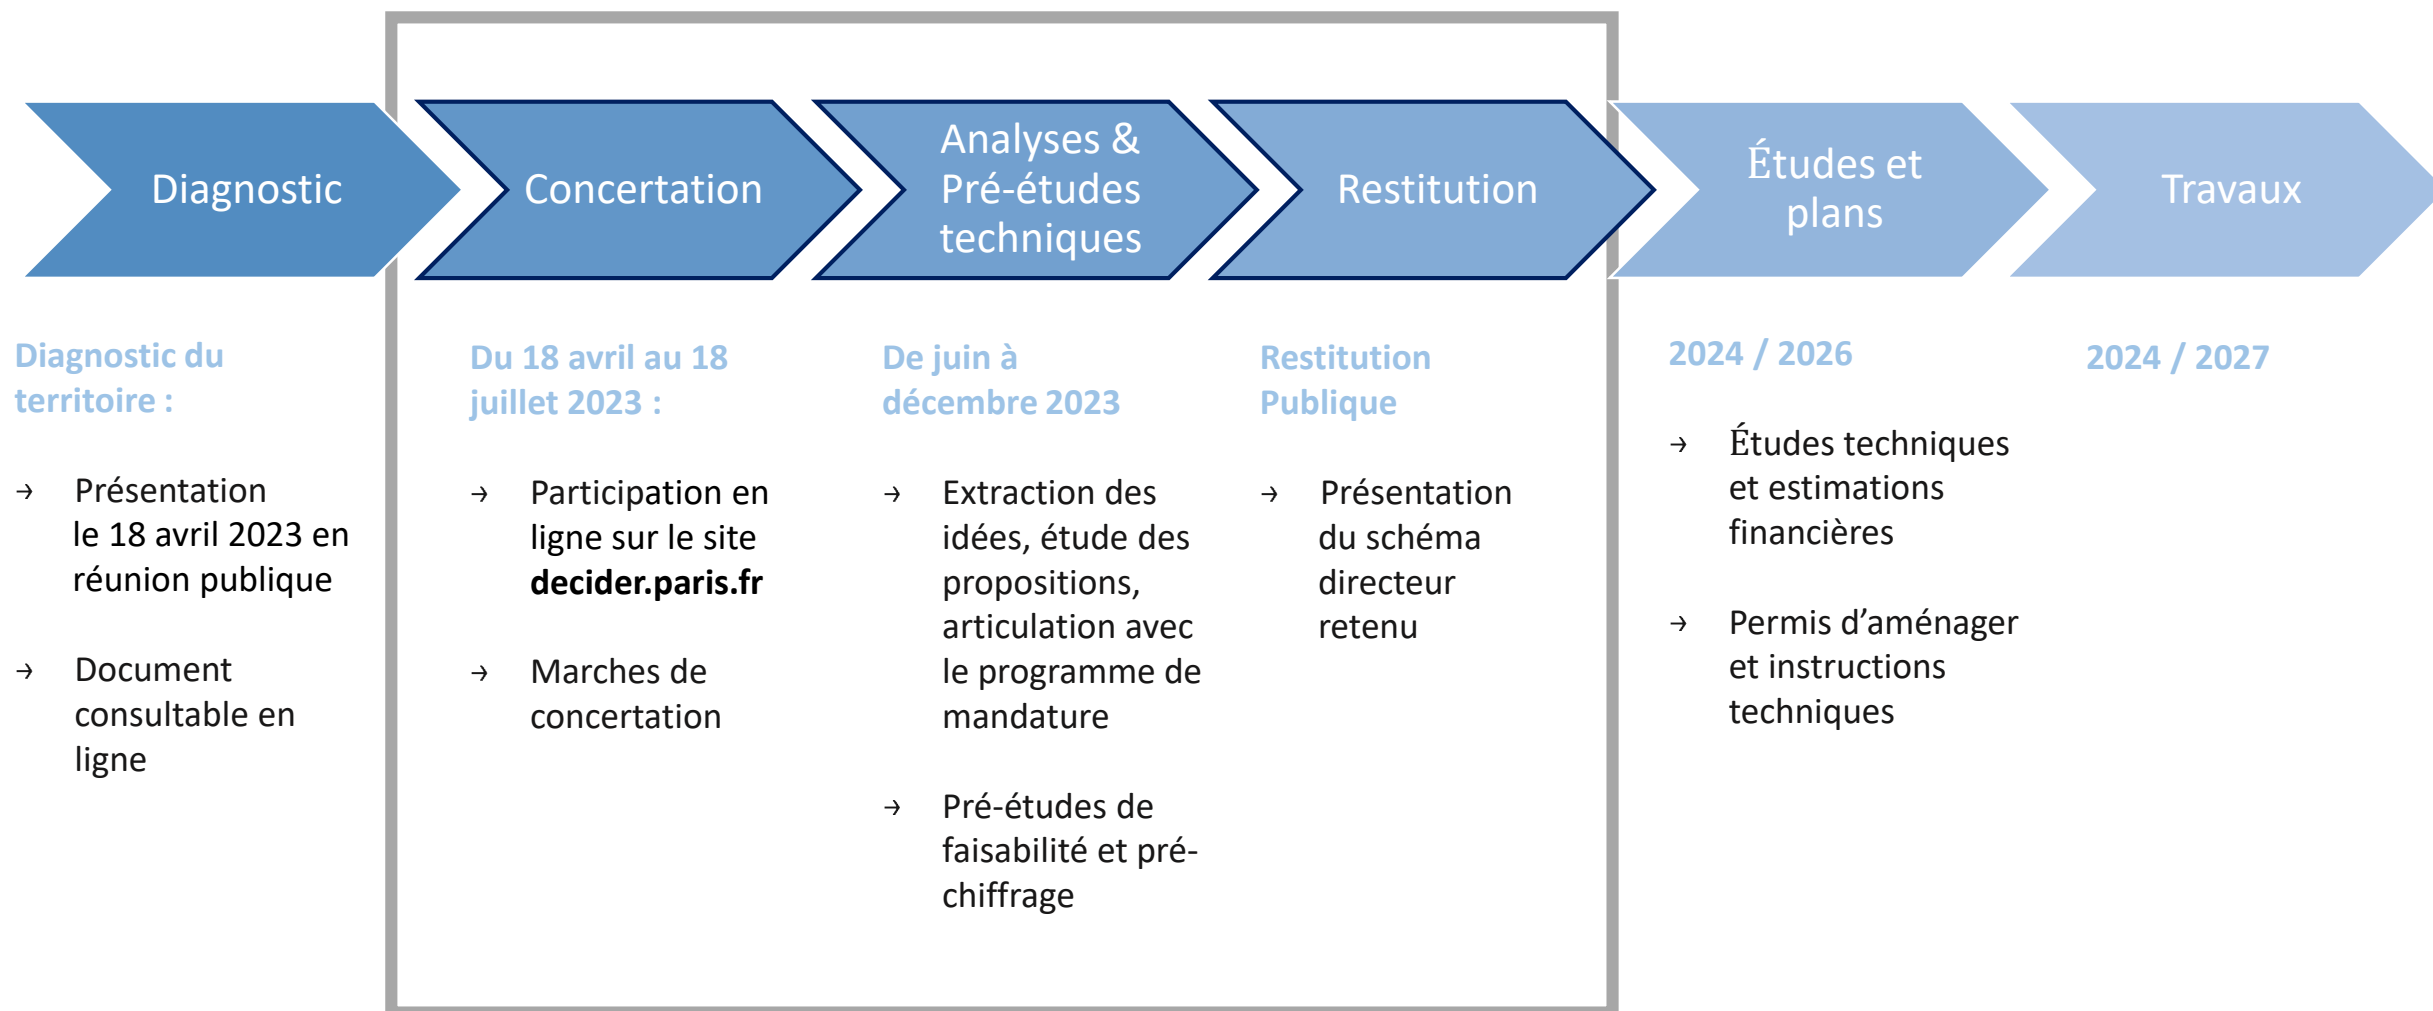 Diagnostic
Concertation
Analyses &
Pré-études
techniques
Restitution
Études et
plans
Travaux
Diagnostic du
territoire :
→ Présentation
le 18 avril 2023 en
réunion publique
→ Document
consultable en
ligne
Du 18 avril au 18
juillet 2023 :
→ Participation en
ligne sur le site
decider.paris.fr
→ Marches de
concertation
De juin à
décembre 2023
→ Extraction des
idées, étude des
propositions,
articulation avec
le programme de
mandature
→ Pré-études de
faisabilité et pré-
chiffrage
Restitution
Publique
→ Présentation
du schéma
directeur
retenu
2024 / 2026
→ Études techniques
et estimations
financières
→ Permis d’aménager
et instructions
techniques
2024 / 2027